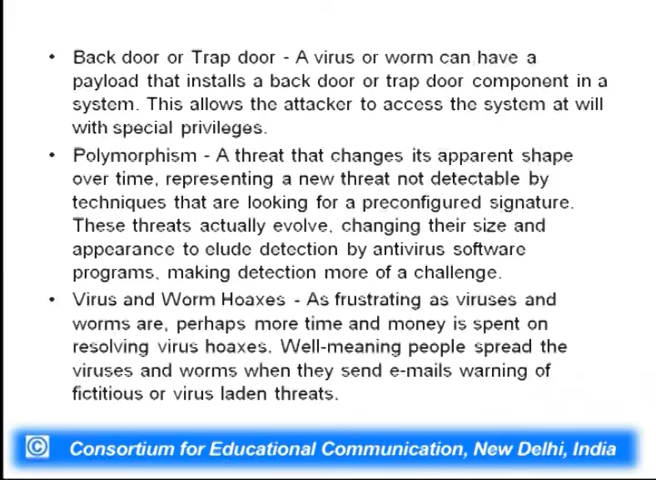 • Back door or Trap door - A virus or worm can have a
payload that installs a back door or trap door component in a
system. This allows the attacker to access the system at will
with special privileges.
• Polymorphism - A threat that changes its apparent shape
over time, representing a new threat not detectable by
techniques that are looking for a preconfigured signature.
These threats actually evolve, changing their size and
appearance to elude detection by antivirus software
programs, making detection more of a challenge.
• Virus and Worm Hoaxes - As frustrating as viruses and
worms are, perhaps more time and money is spent on
resolving virus hoaxes. Well-meaning people spread the
viruses and worms when they send e-mails warning of
fictitious or virus laden threats.
© Consortium for Educational Communication, New Delhi, India